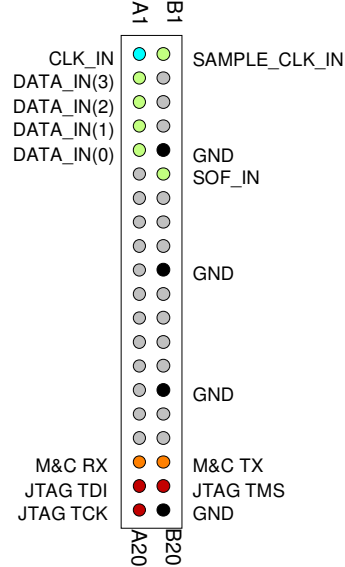 A1 B1
CLK_IN SAMPLE_CLK_IN
DATA_IN(3)
DATA_IN(2)
DATA_IN(1)
DATA_IN(0) GND
SOF_IN
GND
GND
M&C RX M&C TX
JTAG TDI JTAG TMS
JTAG TCK GND
A20 B20